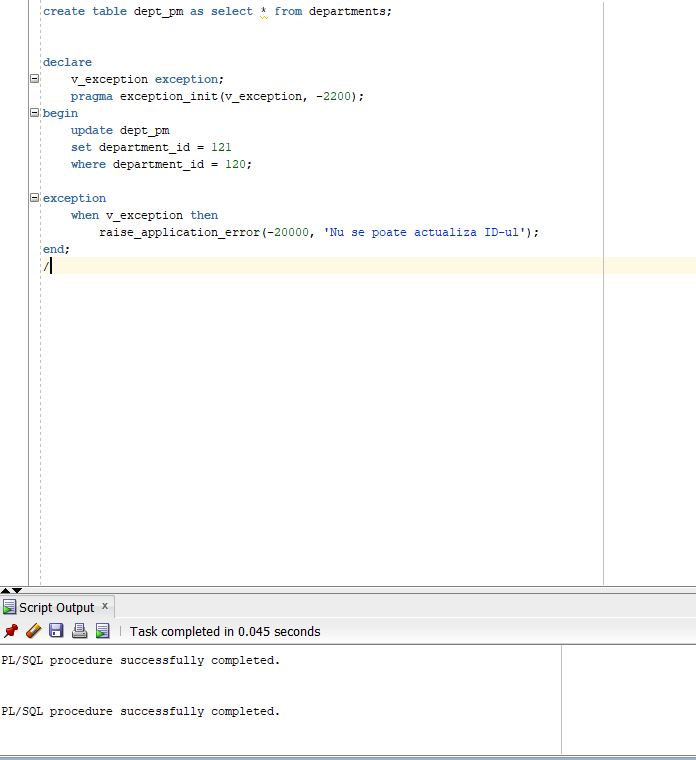 create table dept_pm as select * from departments;
declare
v_exception exception;
pragma exception_init(v_exception, -2200);
begin
update dept_pm
set department_id = 121
where department_id = 120;
exception
when v_exception then
raise_application_error(-20000, 'Nu se poate actualiza ID-ul');
end;
/
Script Output x
Task completed in 0.045 seconds
PL/SQL procedure successfully completed.
PL/SQL procedure successfully completed.